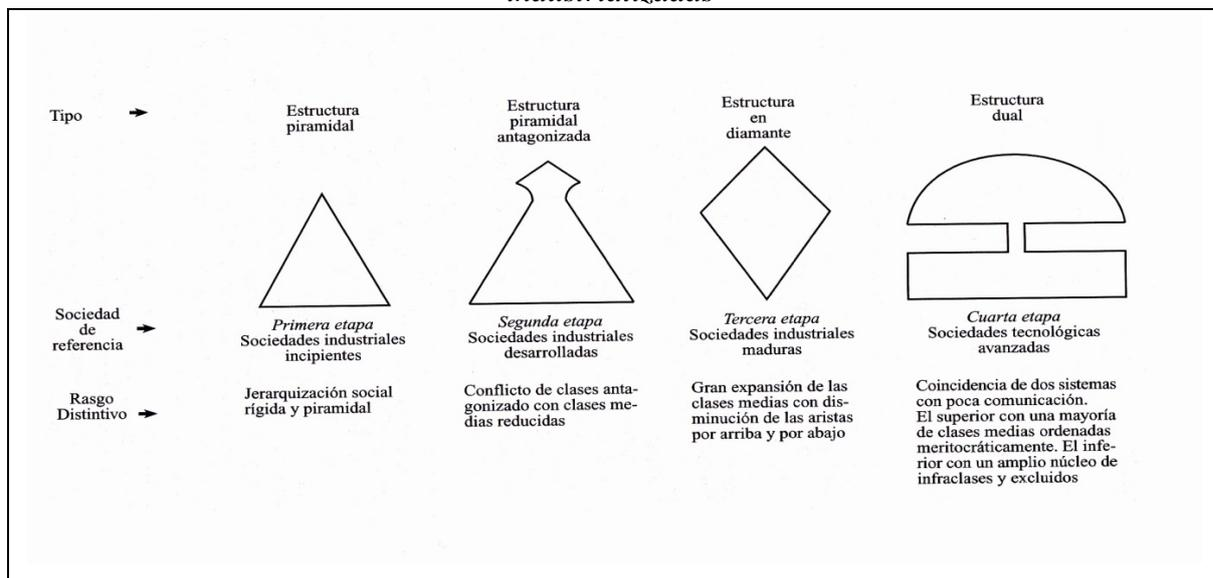 Tipo →
Estructura
piramidal
Estructura
piramidal
antagonizada
Estructura
en
diamante
Estructura
dual
Sociedad
de
referencia →
Primera etapa
Sociedades industriales
incipientes
Segunda etapa
Sociedades industriales
desarrolladas
Tercera etapa
Sociedades industriales
maduras
Cuarta etapa
Sociedades tecnológicas
avanzadas
Rasgo
Distintivo →
Jerarquización social
rígida y piramidal
Conflicto de clases anta-
gonizado con clases me-
dias reducidas
Gran expansión de las
clases medias con dis-
minución de las aristas
por arriba y por abajo
Coincidencia de dos sistemas
con poca comunicación.
El superior con una mayoría
de clases medias ordenadas
meritocráticamente. El infe-
rior con un amplio núcleo de
infraclases y excluidos